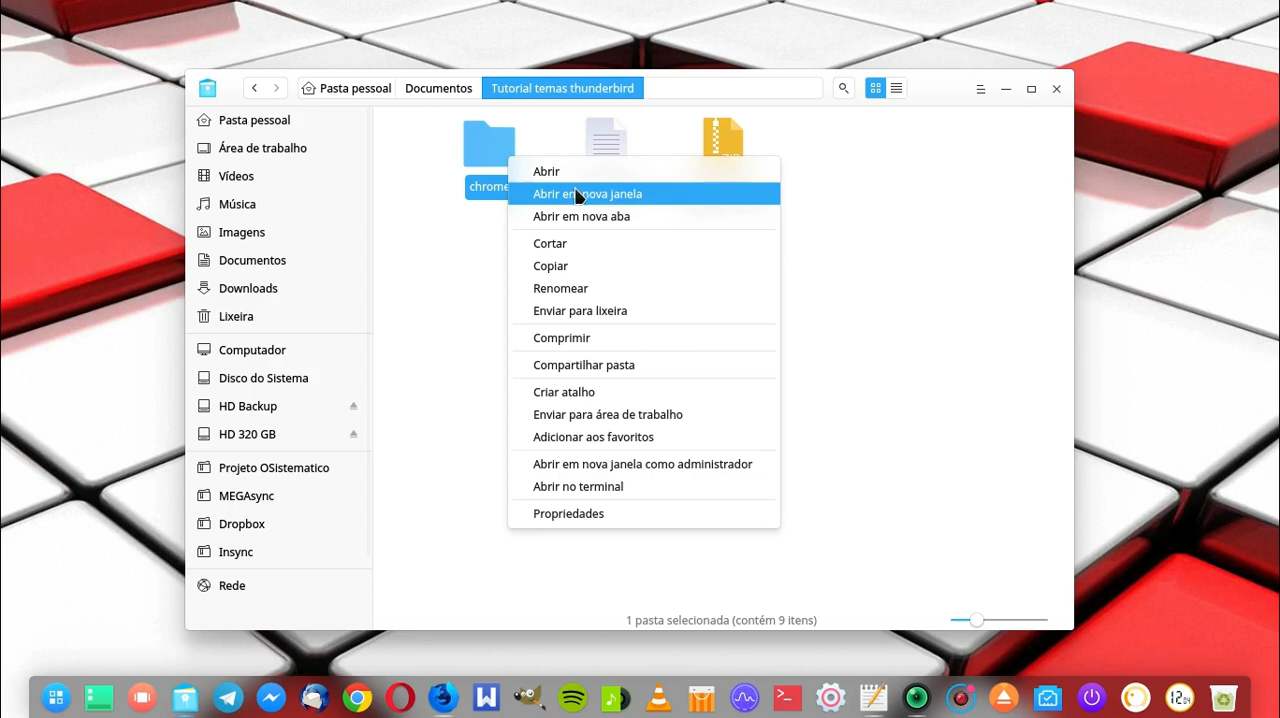 Pasta pessoal
Documentos
Tutorial temas thunderbird
Pasta pessoal
Área de trabalho
Vídeos
Música
Imagens
Documentos
Downloads
Lixeira
Computador
Disco do Sistema
HD Backup
HD 320 GB
Projeto OSistematico
MEGAsync
Dropbox
Insync
Rede
chrome
Abrir
Abrir em nova janela
Abrir em nova aba
Cortar
Copiar
Renomear
Enviar para lixeira
Comprimir
Compartilhar pasta
Criar atalho
Enviar para área de trabalho
Adicionar aos favoritos
Abrir em nova janela como administrador
Abrir no terminal
Propriedades
1 pasta selecionada (contém 9 itens)